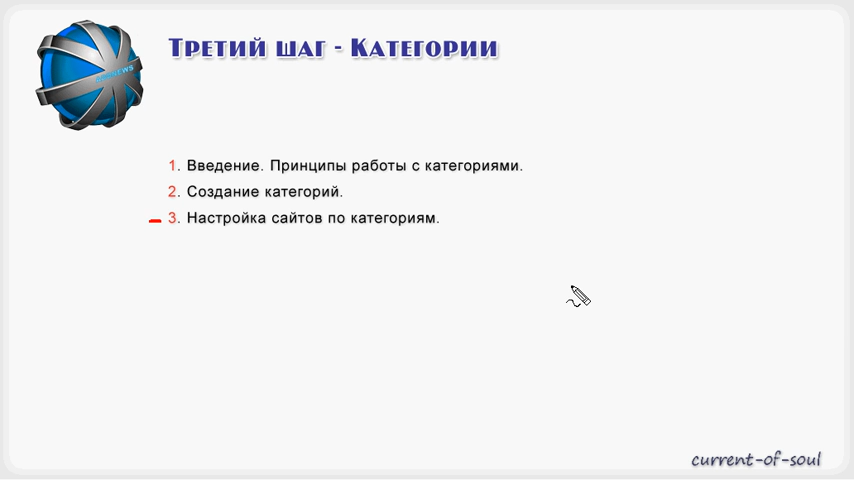 Третий шаг - Категории
1. Введение. Принципы работы с категориями.
2. Создание категорий.
3. Настройка сайтов по категориям.
current-of-soul